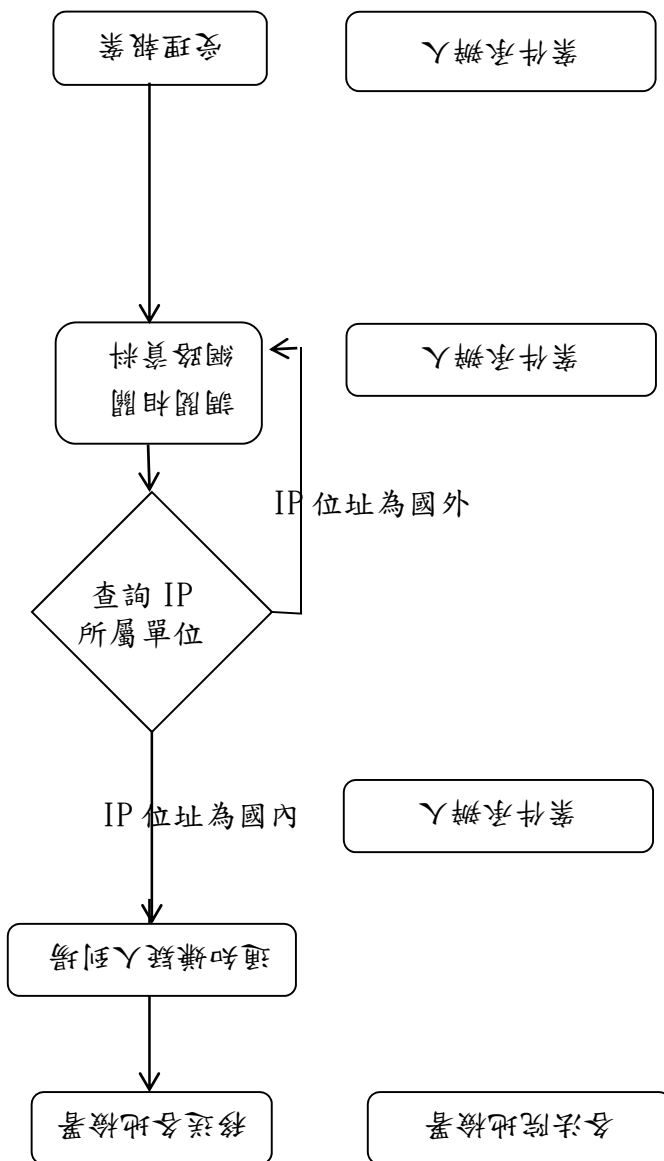 受理報案
案件承辦人
調閱相關
網路資料
案件承辦人
IP 位址為國外
查詢 IP
所屬單位
IP 位址為國內
案件承辦人
通知嫌疑人到場
移送各地檢署
各法院地檢署